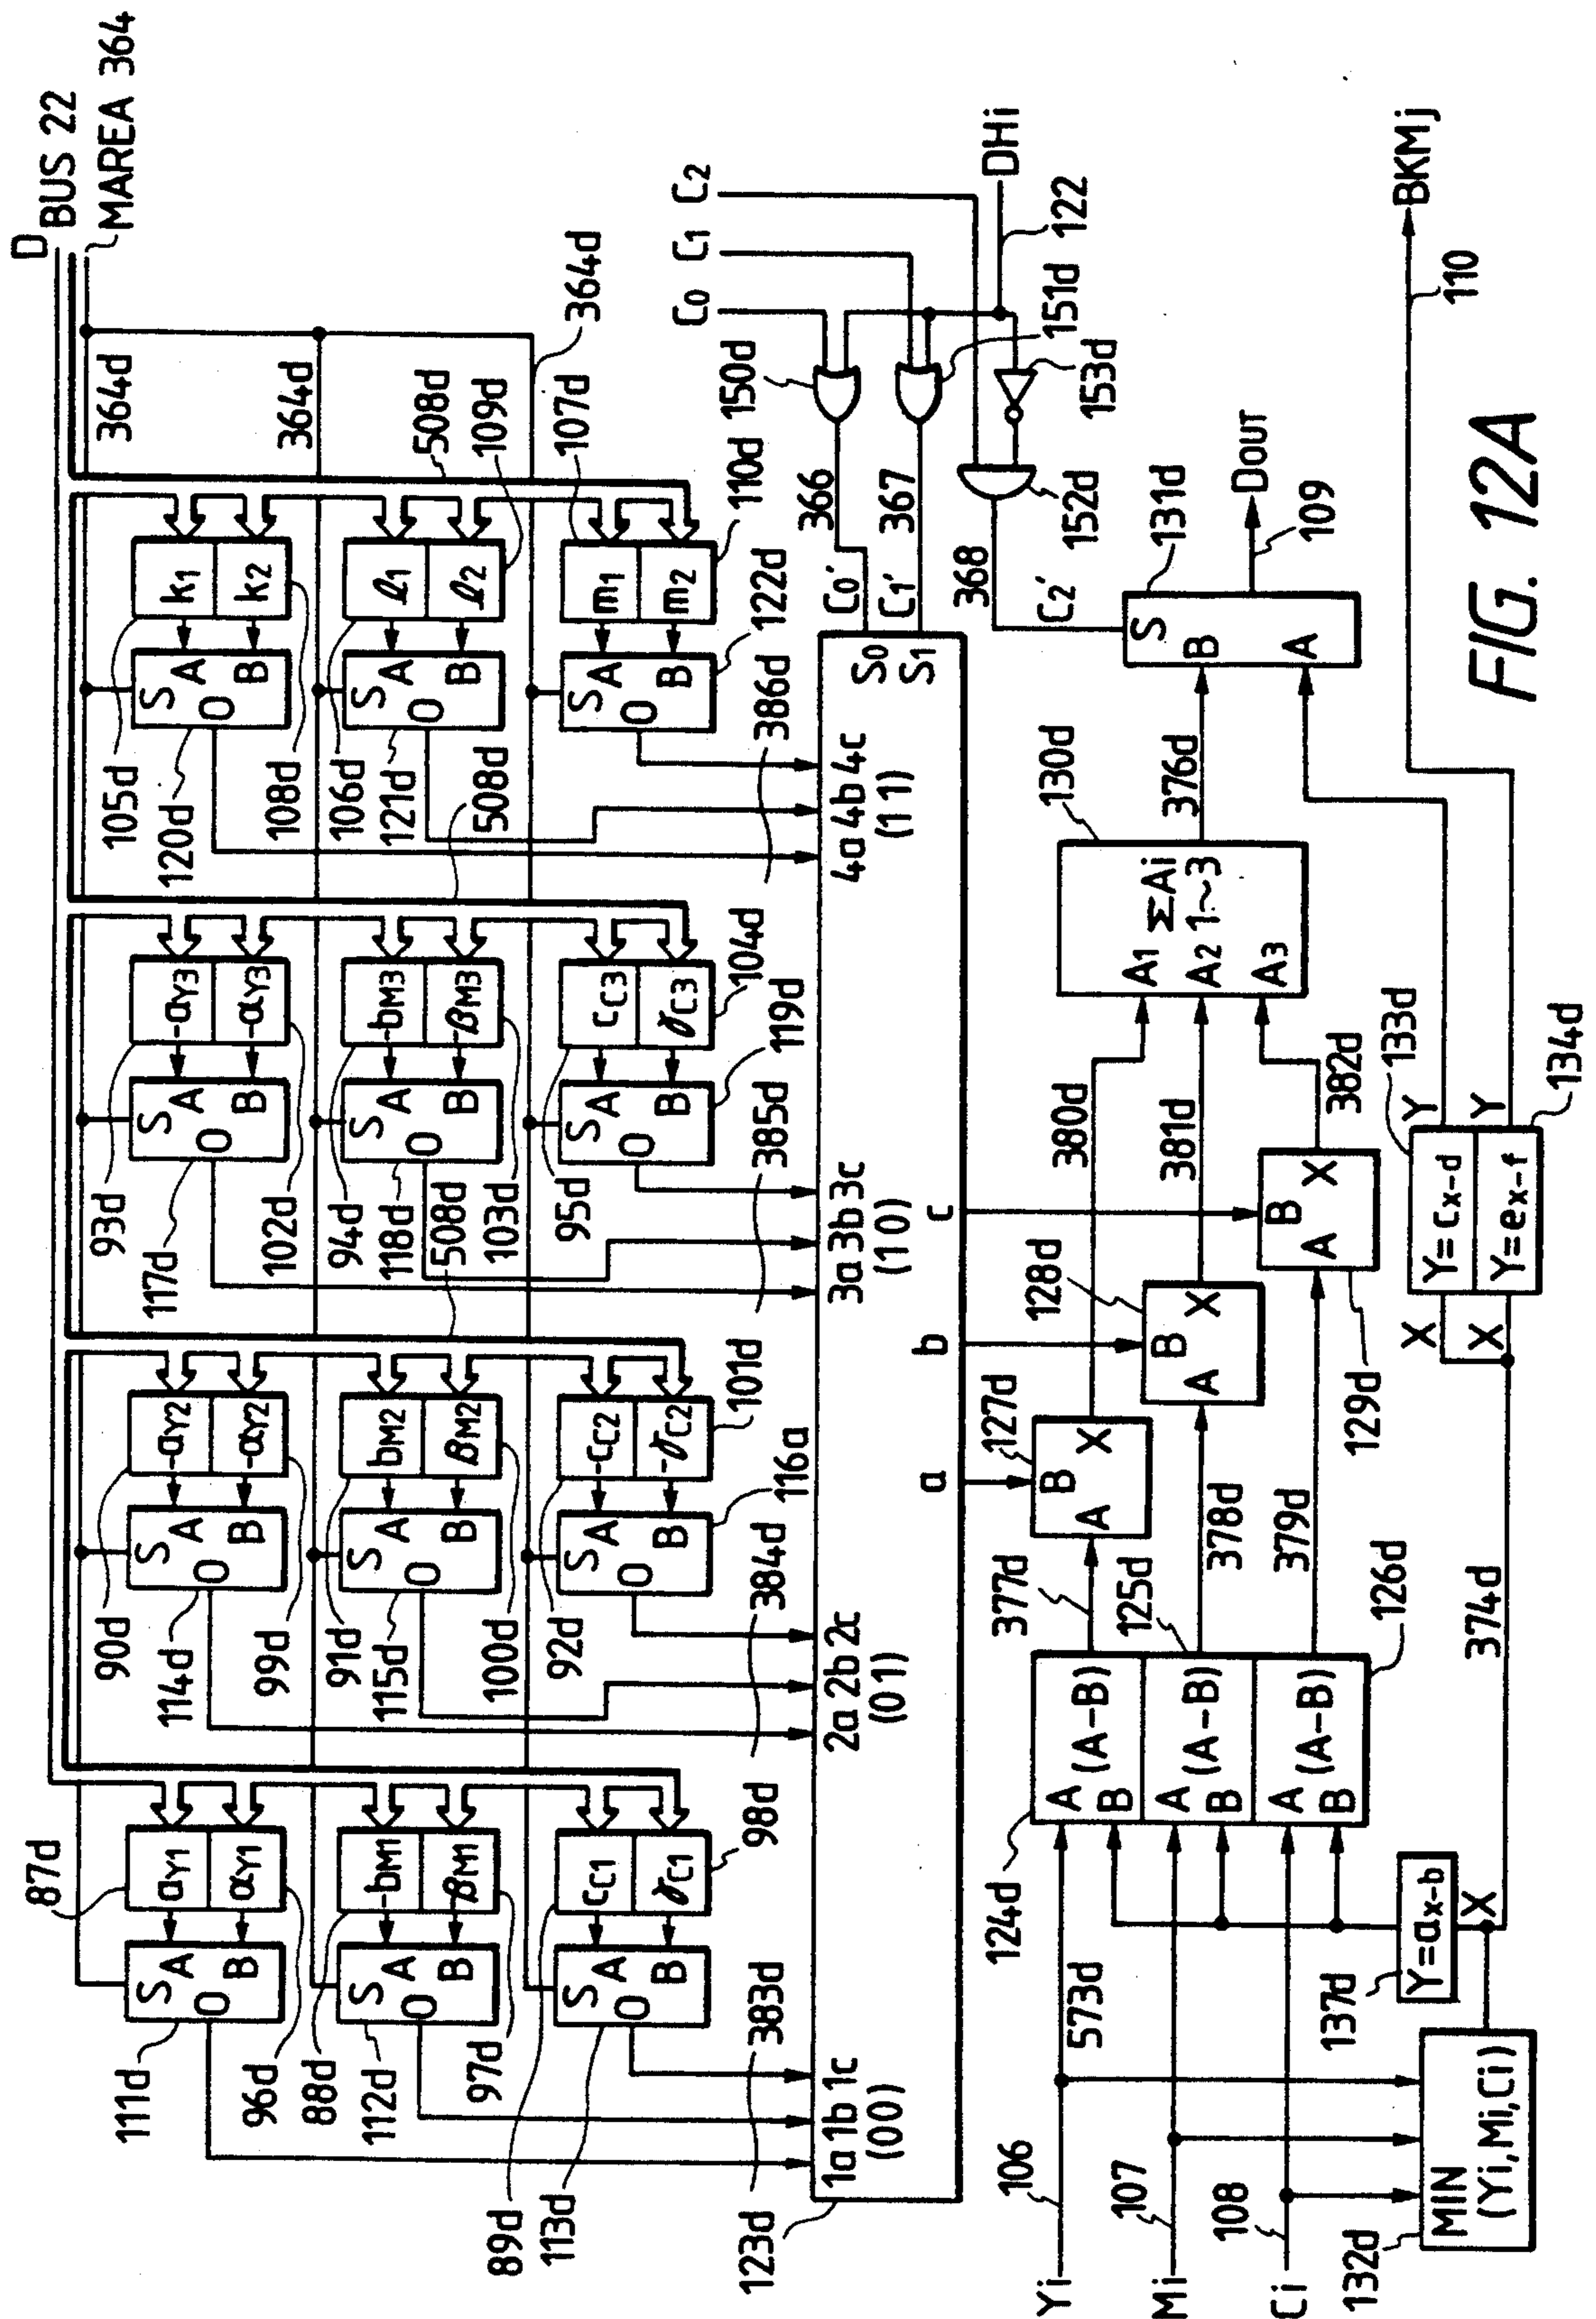 D BUS 22
MAREA 364
364d
364d
364d
87d
aY1
αY1
S A O B
111d
96d
88d
-bM1
βM1
S A O B
112d
97d
89d
CC1
γC1
S A O B
113d
98d
383d
90d
-aY2
-αY2
S A O B
114d
99d
91d
bM2
βM2
S A O B
115d
100d
508d
92d
-CC2
-γC2
S A O B
116a
101d
384d
93d
-aY3
-αY3
S A O B
117d
102d
94d
-bM3
-βM3
S A O B
118d
103d
508d
95d
CC3
γC3
S A O B
119d
104d
385d
105d
k1
k2
S A O B
120d
108d
106d
ℓ1
ℓ2
S A O B
121d
109d
508d
107d
m1
m2
S A O B
122d
110d
386d
C0
C1
C2
DHi
122
150d
151d
153d
152d
366
367
368
C0'
C1'
C2'
123d
1a 1b 1c
(00)
2a 2b 2c
(01)
3a 3b 3c
(10)
4a 4b 4c
(11)
S0
S1
a
b
c
Yi
106
573d
Mi
107
Ci
108
132d
MIN
(Yi,Mi,Ci)
137d
Y=ax-b
X
124d
A (A-B)
B
A (A-B)
B
A (A-B)
B
125d
126d
377d
378d
379d
374d
127d
B
A X
128d
B
A X
129d
B
A X
380d
381d
382d
130d
A1 ΣAi
A2 1~3
A3
376d
131d
S
B
A
DOUT
109
X
X
Y=cx-d
Y=ex-f
133d
134d
Y
Y
110
BKMj
FIG. 12A